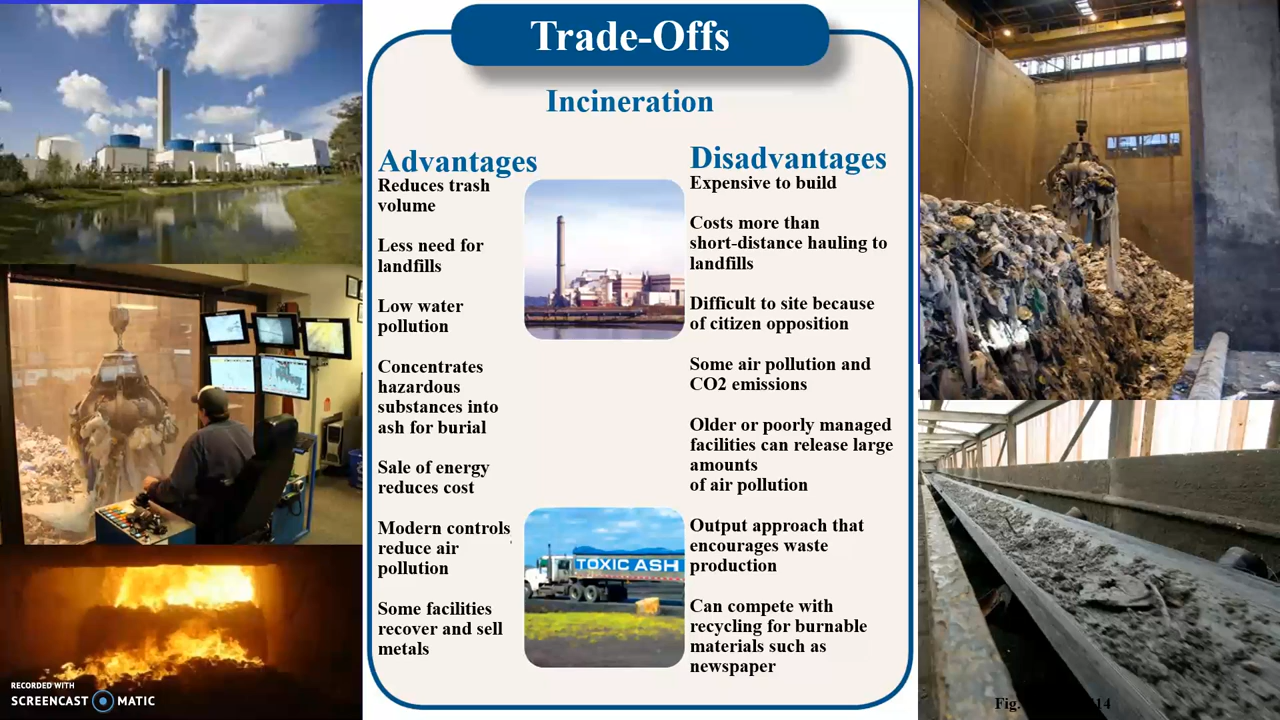 Trade-Offs
Incineration
Advantages
Reduces trash
volume
Less need for
landfills
Low water
pollution
Concentrates
hazardous
substances into
ash for burial
Sale of energy
reduces cost
Modern controls
reduce air
pollution
Some facilities
recover and sell
metals
TOXIC ASH
Disadvantages
Expensive to build
Costs more than
short-distance hauling to
landfills
Difficult to site because
of citizen opposition
Some air pollution and
CO2 emissions
Older or poorly managed
facilities can release large
amounts
of air pollution
Output approach that
encourages waste
production
Can compete with
recycling for burnable
materials such as
newspaper
RECORDED WITH
SCREENCAST MATIC
Fig. 14